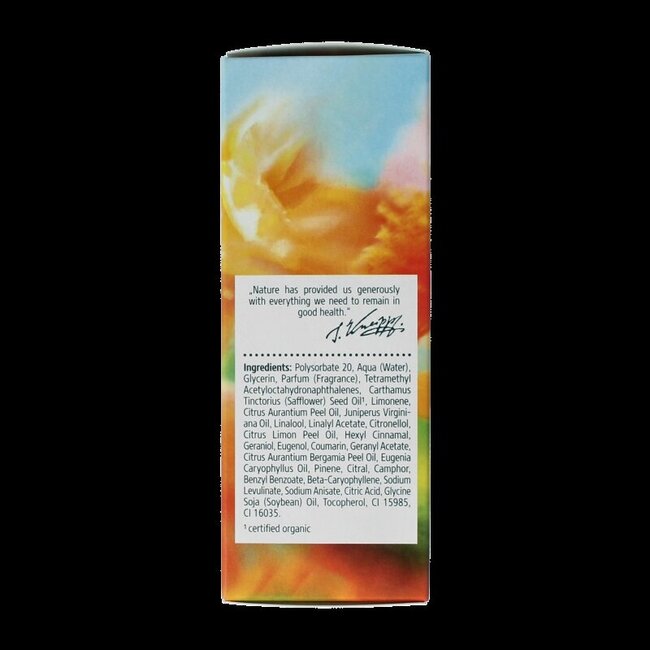 „Nature has provided us generously
with everything we need to remain in
good health."
S. Kneipp.
Ingredients: Polysorbate 20, Aqua (Water),
Glycerin, Parfum (Fragrance), Tetramethyl
Acetyloctahydronaphthalenes, Carthamus
Tinctorius (Safflower) Seed Oil¹, Limonene,
Citrus Aurantium Peel Oil, Juniperus Virgini-
ana Oil, Linalool, Linalyl Acetate, Citronellol,
Citrus Limon Peel Oil, Hexyl Cinnamal,
Geraniol, Eugenol, Coumarin, Geranyl Acetate,
Citrus Aurantium Bergamia Peel Oil, Eugenia
Caryophyllus Oil, Pinene, Citral, Camphor,
Benzyl Benzoate, Beta-Caryophyllene, Sodium
Levulinate, Sodium Anisate, Citric Acid, Glycine
Soja (Soybean) Oil, Tocopherol, CI 15985,
CI 16035.
¹ certified organic